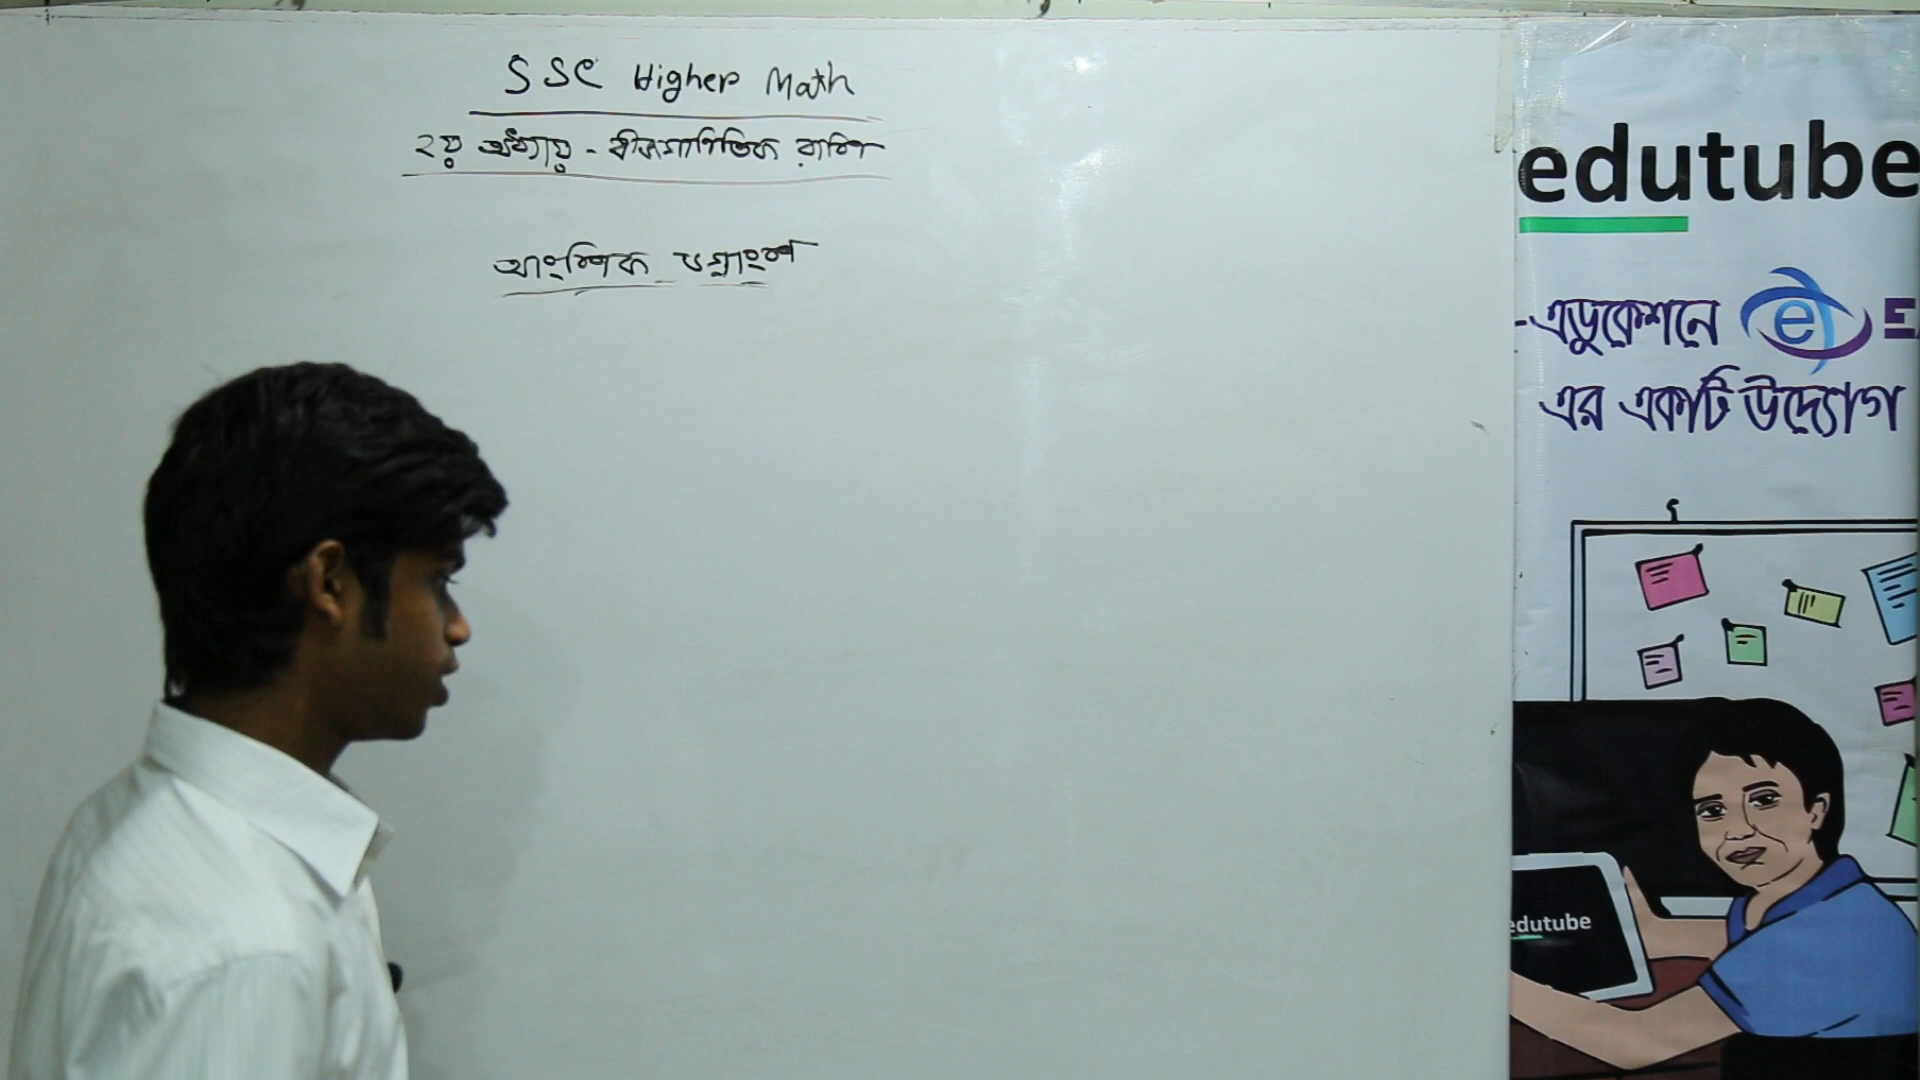 SSC Higher Math
২য় অধ্যায় - বীজগাণিতিক রাশি
আংশিক ভগ্নাংশ
edutube
-এডুকেশনে e E
এর একটি উদ্যোগ
edutube